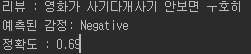 리뷰 : 영화가 사기다개사기 안보면 ㅜ호히
예측된 감정: Negative
정확도 : 0.69